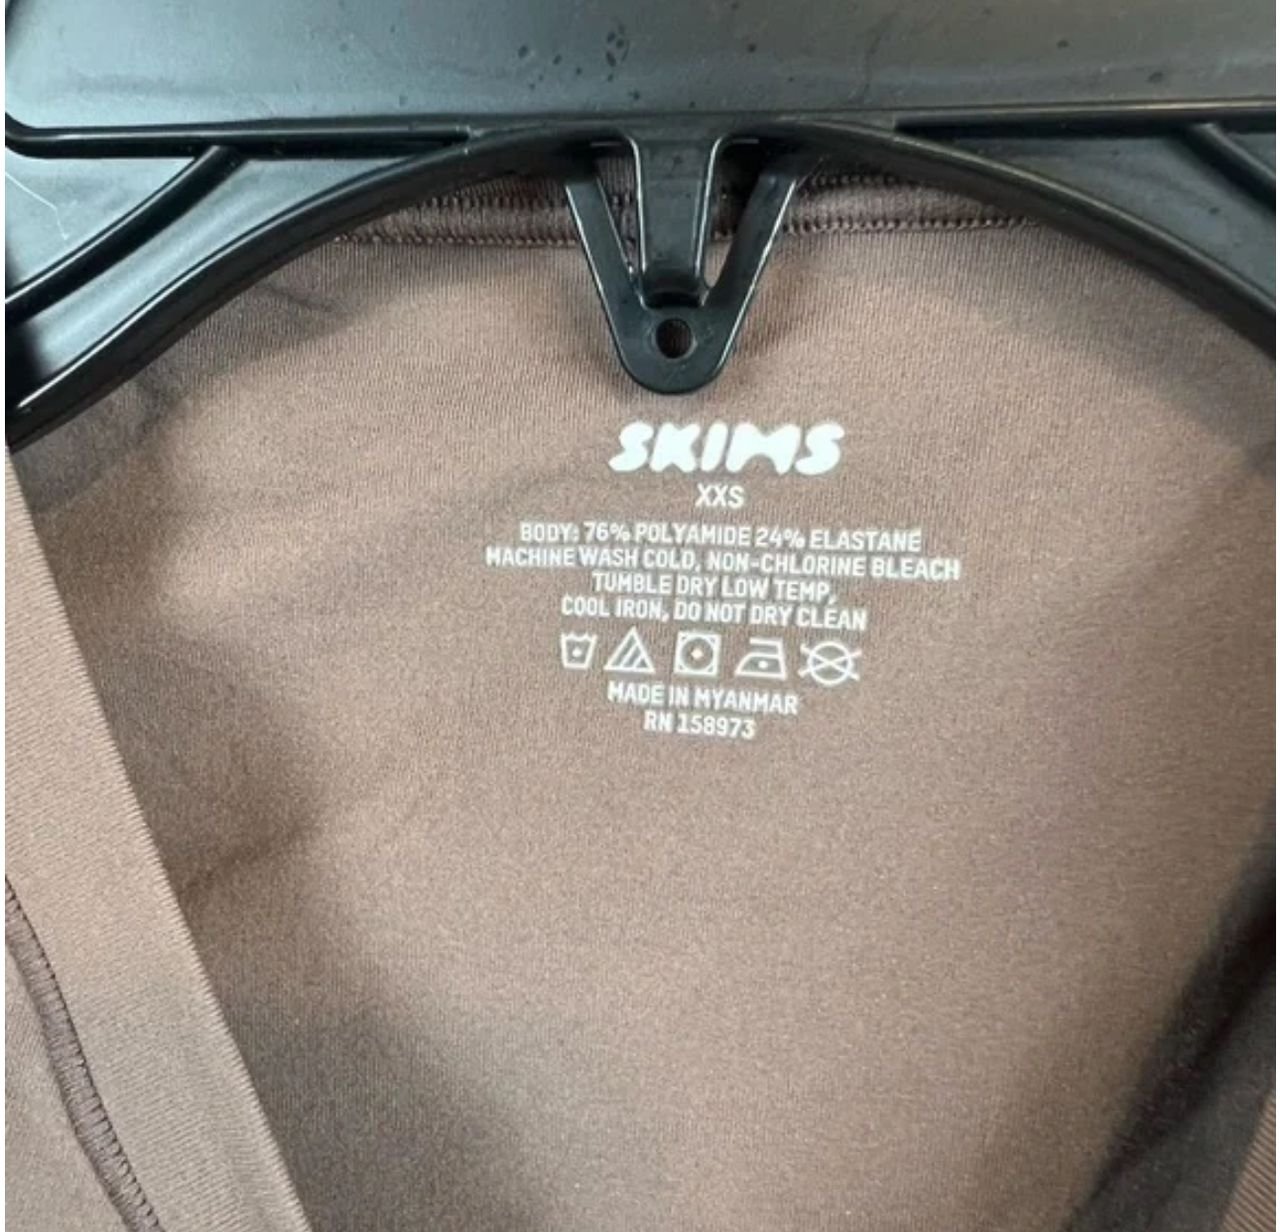 SKIMS
XXS
BODY: 76% POLYAMIDE 24% ELASTANE
MACHINE WASH COLD, NON-CHLORINE BLEACH
TUMBLE DRY LOW TEMP,
COOL IRON, DO NOT DRY CLEAN
MADE IN MYANMAR
RN 158973